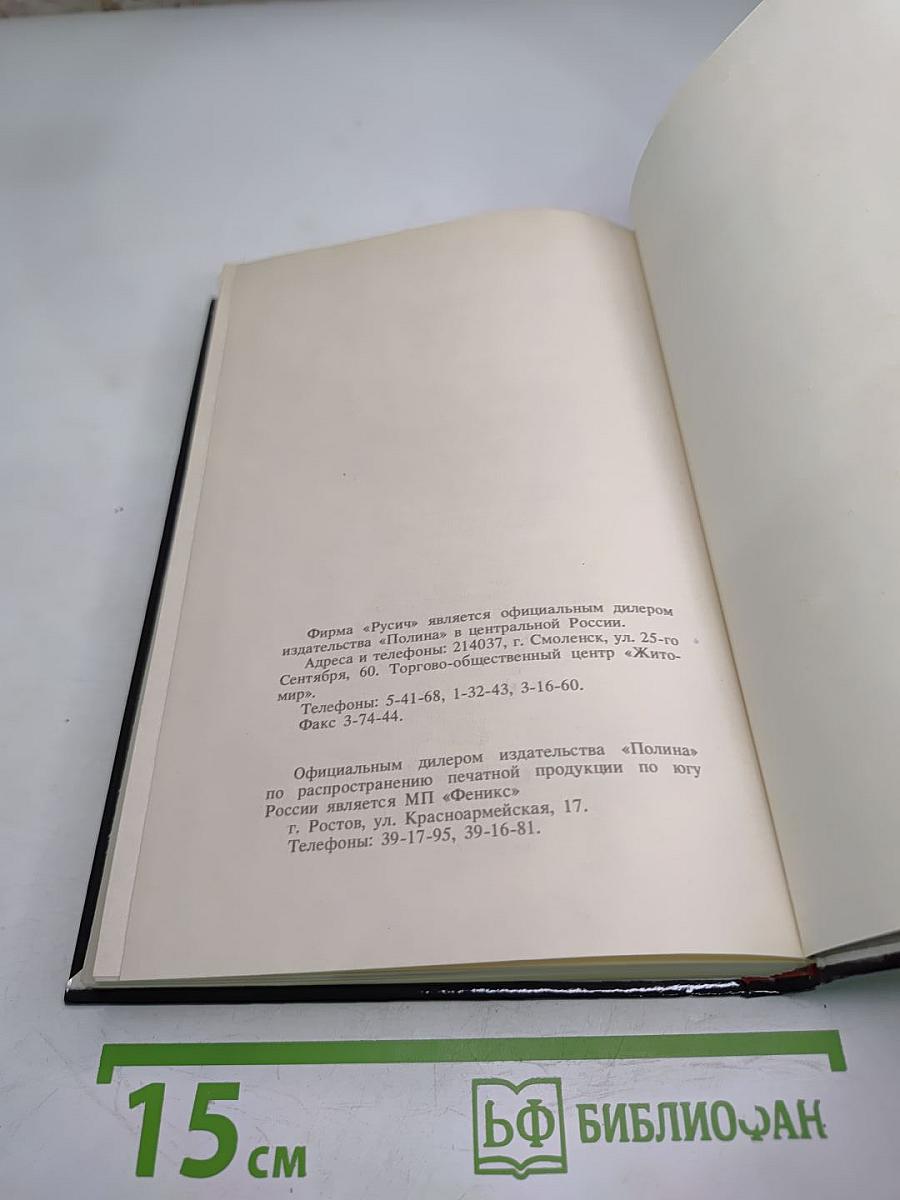 Фирма «Русич» является официальным дилером
издательства «Полина» в центральной России.
Адреса и телефоны: 214037, г. Смоленск, ул. 25-го
Сентября, 60. Торгово-общественный центр «Жито-
мир».
Телефоны: 5-41-68, 1-32-43, 3-16-60.
Факс 3-74-44.
Официальным дилером издательства «Полина»
по распространению печатной продукции по югу
России является МП «Феникс»
г. Ростов, ул. Красноармейская, 17.
Телефоны: 39-17-95, 39-16-81.
15 см
БФ БИБЛИОФАН